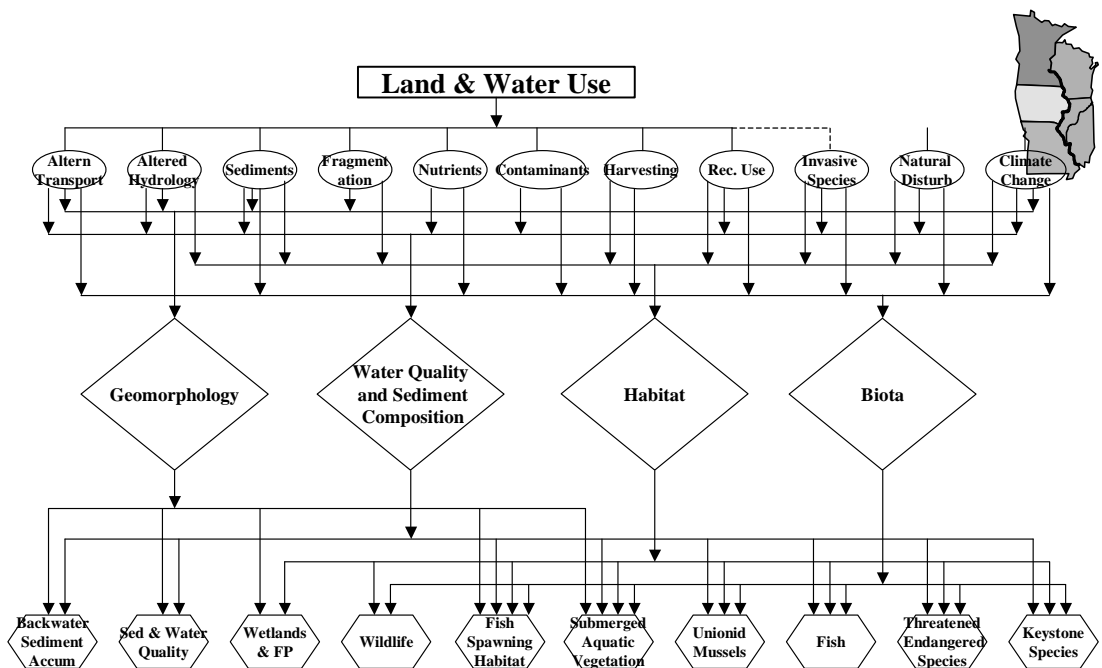 Land & Water Use
Altern
Transport
Altered
Hydrology
Sediments
Fragment
ation
Nutrients
Contaminants
Harvesting
Rec. Use
Invasive
Species
Natural
Disturb
Climate
Change
Geomorphology
Water Quality
and Sediment
Composition
Habitat
Biota
Backwater
Sediment
Accum
Sed & Water
Quality
Wetlands
& FP
Wildlife
Fish
Spawning
Habitat
Submerged
Aquatic
Vegetation
Unionid
Mussels
Fish
Threatened
Endangered
Species
Keystone
Species